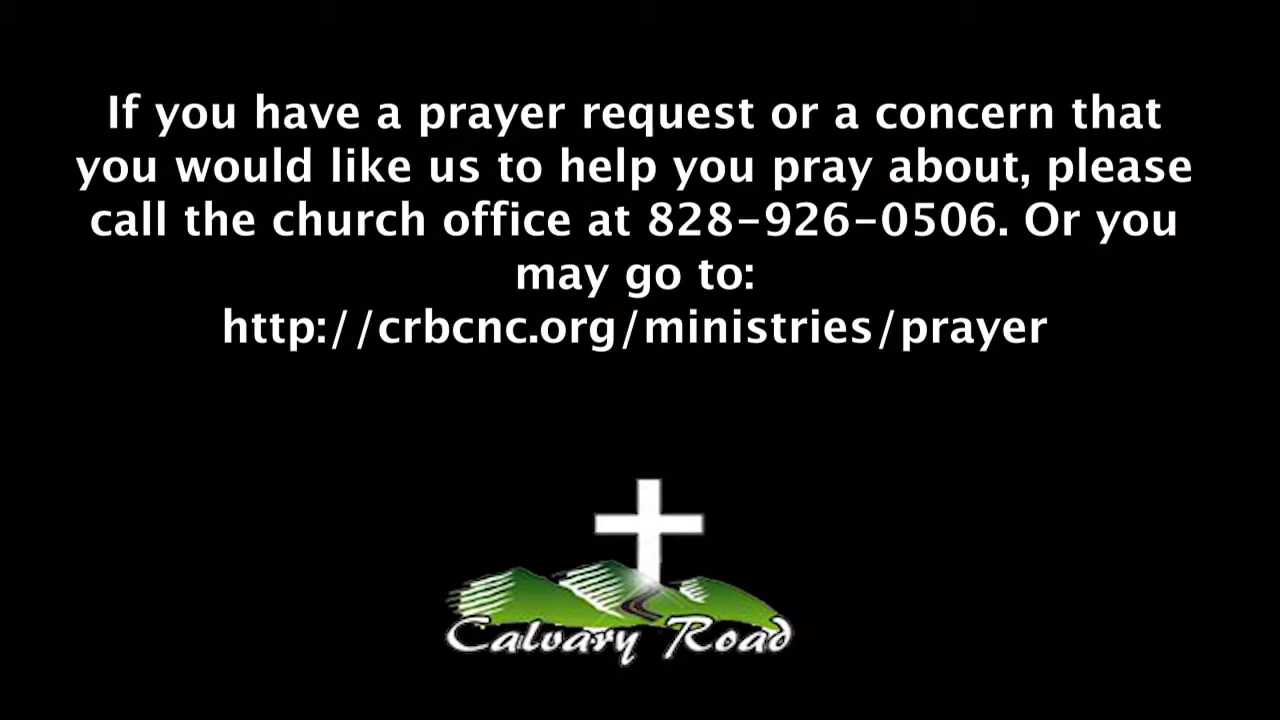 If you have a prayer request or a concern that
you would like us to help you pray about, please
call the church office at 828-926-0506. Or you
may go to:
http://crbcnc.org/ministries/prayer
Calvary Road